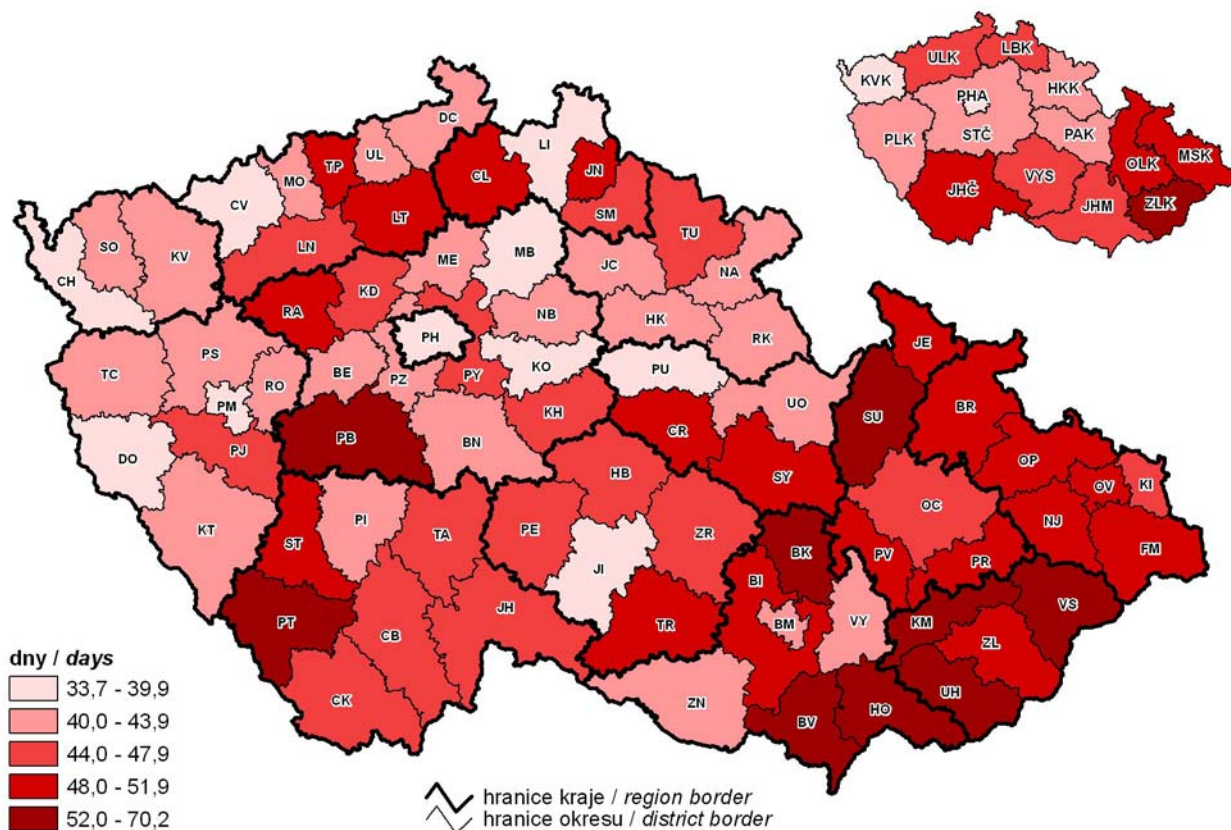 DC
LI
UL
TP
CL
JN
MO
CV
LT
SM
TU
SO
KV
LN
ME
MB
JC
NA
CH
RA
KD
NB
HK
RK
PH
TC
PS
RO
BE
PZ
PY
KO
PU
UO
JE
PM
KH
CR
SU
BR
DO
PJ
PB
BN
SY
OP
HB
OV
KI
KT
ST
PI
TA
PE
ZR
OC
NJ
FM
JI
BK
PV
PR
BI
PT
CB
JH
TR
BM
VY
KM
VS
ZL
CK
ZN
BV
HO
UH
ULK
LBK
KVK
PHA
HKK
PLK
STČ
PAK
OLK
MSK
JHČ
VYS
JHM
ZLK
dny / days
33,7 - 39,9
40,0 - 43,9
44,0 - 47,9
48,0 - 51,9
52,0 - 70,2
hranice kraje / region border
hranice okresu / district border